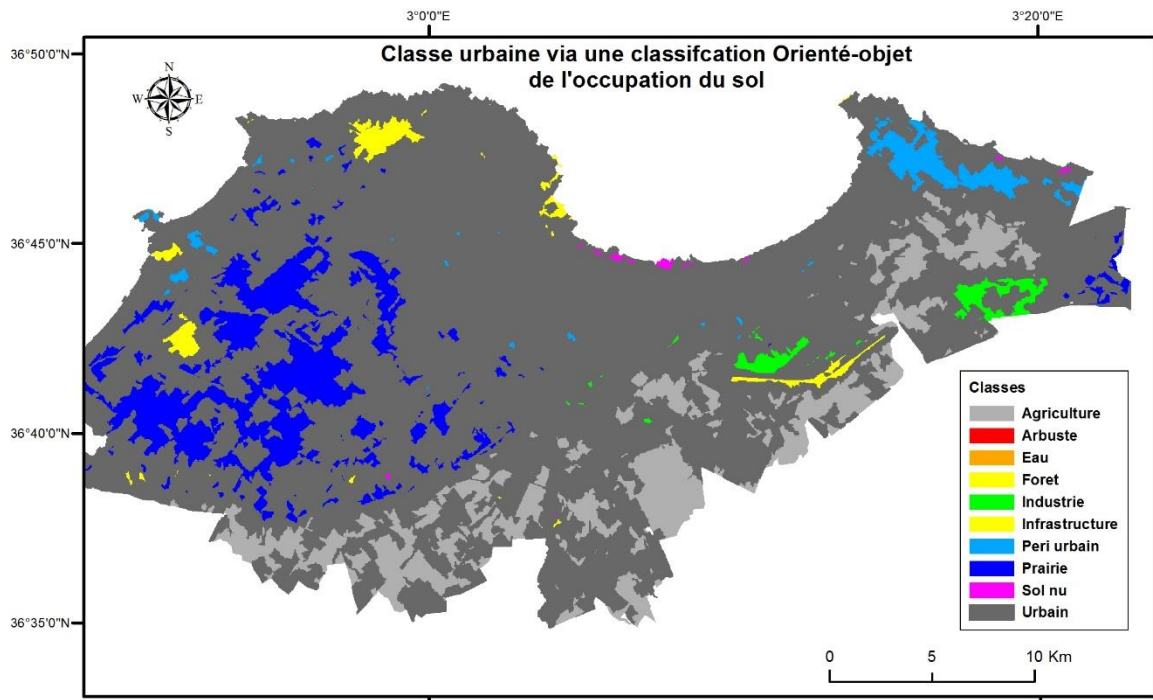 3°0'0"E
3°20'0"E
36°50'0"N
Classe urbaine via une classifcation Orienté-objet
de l'occupation du sol
N
W
E
S
36°45'0"N
36°40'0"N
36°35'0"N
Classes
Agriculture
Arbuste
Eau
Foret
Industrie
Infrastructure
Peri urbain
Prairie
Sol nu
Urbain
0 5 10 Km